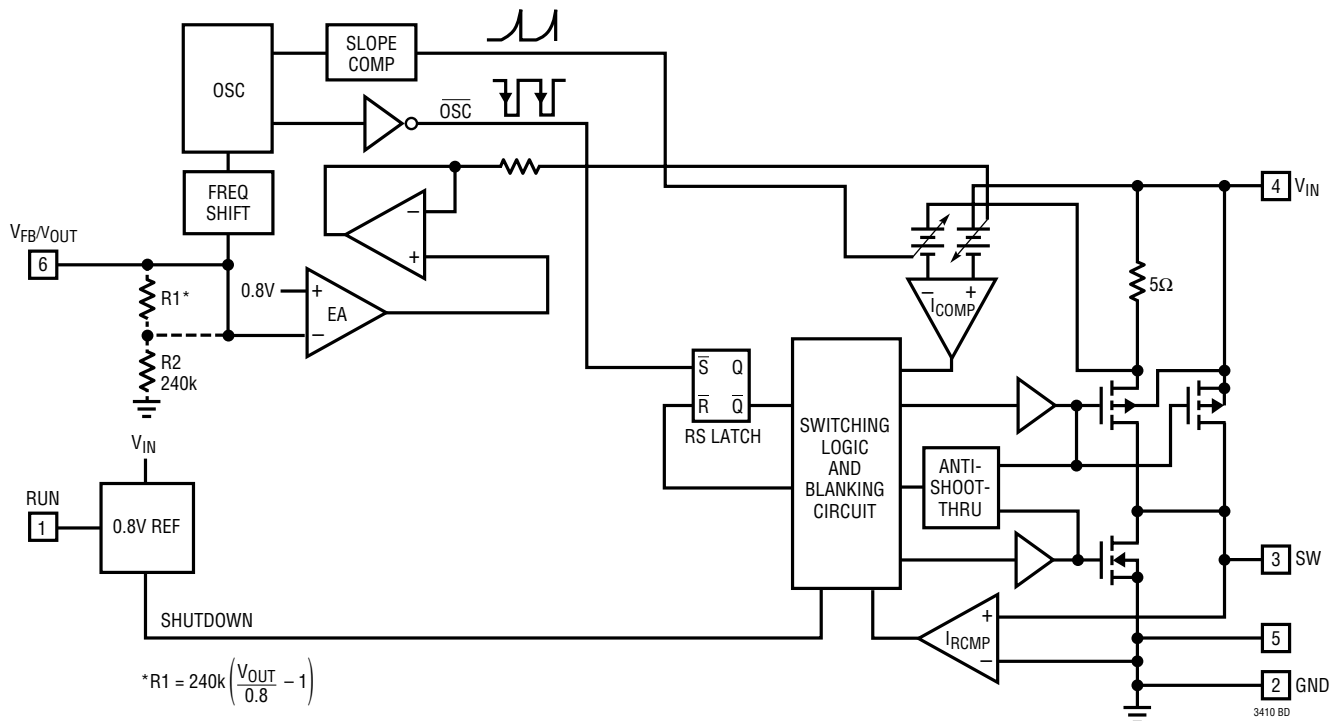 OSC
SLOPE
COMP
OSC
FREQ
SHIFT
VFB/VOUT
6
R1*
R2
240k
0.8V
+
EA
–
–
+
4
VIN
5Ω
–
+
ICOMP
S
Q
R
Q
RS LATCH
SWITCHING
LOGIC
AND
BLANKING
CIRCUIT
ANTI-
SHOOT-
THRU
VIN
RUN
1
0.8V REF
SHUTDOWN
3
SW
+
IRCMP
–
5
2
GND
*R1 = 240k (VOUT/0.8 – 1)
3410 BD